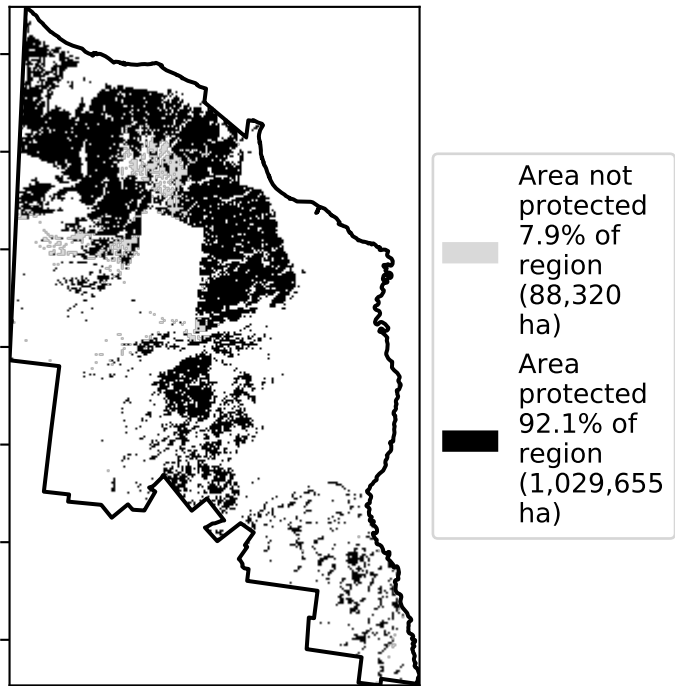 Area not
protected
7.9% of
region
(88,320
ha)
Area
protected
92.1% of
region
(1,029,655
ha)